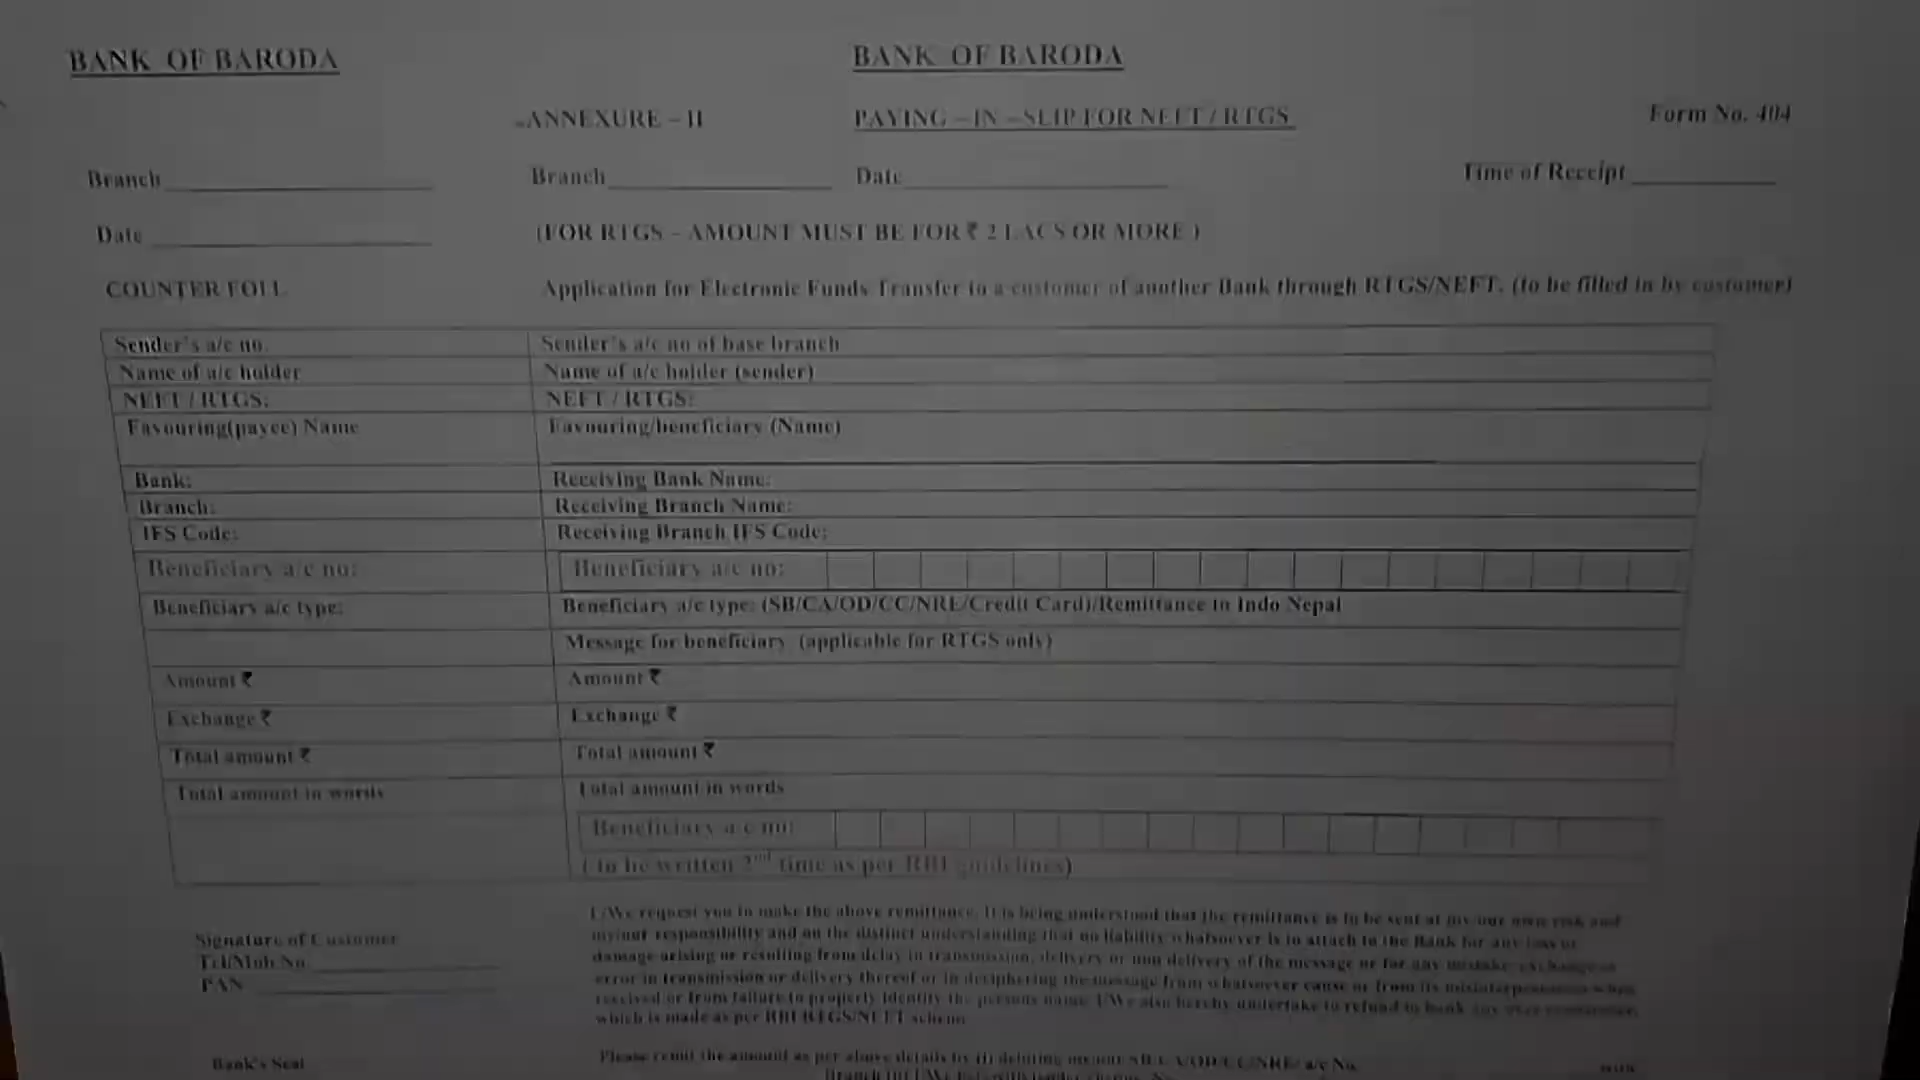 BANK OF BARODA
BANK OF BARODA
ANNEXURE – II
PAYING – IN – SLIP FOR NEFT / RTGS
Form No. 404
Branch
Branch
Date
Time of Receipt
Date
(FOR RTGS – AMOUNT MUST BE FOR ₹ 2 LACS OR MORE )
COUNTER FOIL
Application for Electronic Funds Transfer to a customer of another Bank through RTGS/NEFT. (to be filled in by customer)
Sender's a/c no.
Sender's a/c no of base branch
Name of a/c holder
Name of a/c holder (sender)
NEFT / RTGS:
NEFT / RTGS:
Favouring(payee) Name
Favouring/beneficiary (Name)
Bank:
Receiving Bank Name:
Branch:
Receiving Branch Name:
IFS Code:
Receiving Branch IFS Code:
Beneficiary a/c no:
Beneficiary a/c no:
Beneficiary a/c type:
Beneficiary a/c type: (SB/CA/OD/CC/NRE/Credit Card)/Remittance to Indo Nepal
Message for beneficiary (applicable for RTGS only)
Amount ₹
Amount ₹
Exchange ₹
Exchange ₹
Total amount ₹
Total amount ₹
Total amount in words
Total amount in words
Beneficiary a/c no:
( to be written 2nd time as per RBI guidelines)
I/We request you to make the above remittance. It is being understood that the remittance is to be sent at my/our own risk and
my/our responsibility and on the distinct understanding that no liability whatsoever is to attach to the Bank for any loss or
damage arising or resulting from delay in transmission, delivery or non delivery of the message or for any mistake,
error in transmission or delivery thereof or in deciphering the message from whatsoever cause or from its misinterpretation when
received or from failure to properly identify the persons name. I/We also hereby undertake to refund to bank any over
which is made as per RBI RTGS/NEFT scheme
Signature of Customer
Tel/Mob No.
PAN
Bank's Seal
Please remit the amount as per above details by (i) debiting my/our SB/CA/OD/CC/NRE/ a/c No.